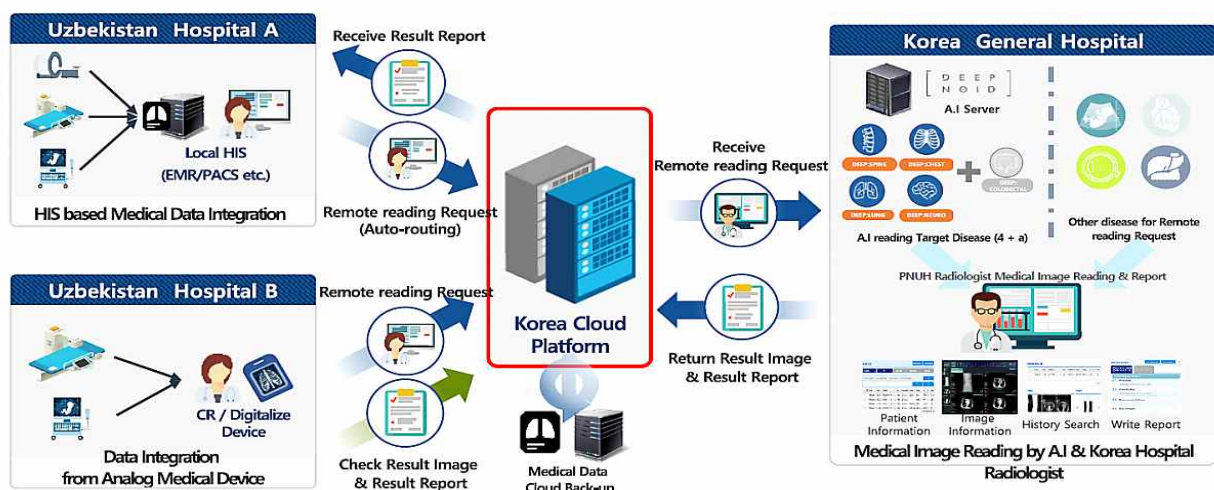 Uzbekistan Hospital A
Local HIS
(EMR/PACS etc.)
HIS based Medical Data Integration
Receive Result Report
Remote reading Request
(Auto-routing)
Uzbekistan Hospital B
CR / Digitalize
Device
Data Integration
from Analog Medical Device
Remote reading Request
Check Result Image
& Result Report
Korea Cloud
Platform
Medical Data
Cloud Back-up
Receive
Remote reading Request
Return Result Image
& Result Report
Korea General Hospital
DEEP
NOID
A.I Server
DEEP:SPINE
DEEP:CHEST
DEEP:LUNG
DEEP:NEURO
DEEP:
COLORECTAL
A.I reading Target Disease (4 + a)
Other disease for Remote
reading Request
PNUH Radiologist Medical Image Reading & Report
Patient
Information
Image
Information
History Search
Write Report
Medical Image Reading by A.I & Korea Hospital
Radiologist